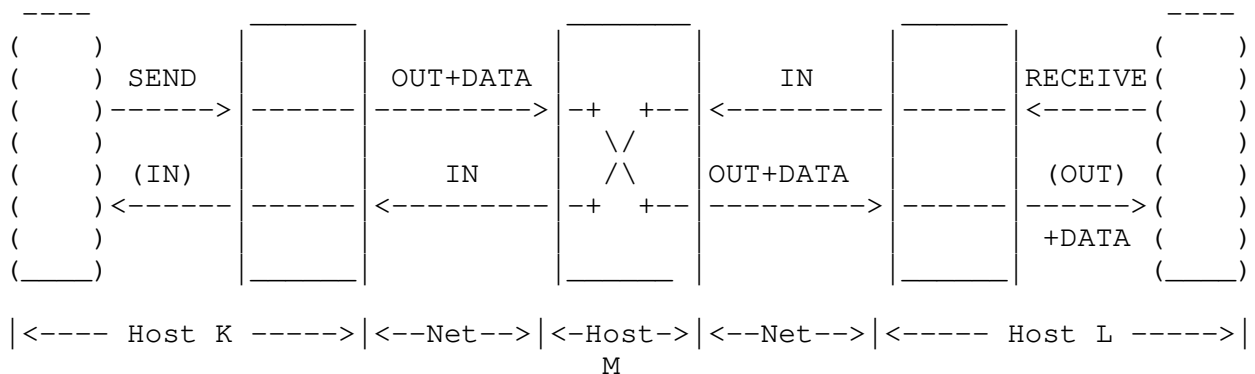 SEND OUT+DATA IN RECEIVE
(IN) IN OUT+DATA (OUT)
+DATA
|<---- Host K ----->|<--Net-->|<-Host->|<--Net-->|<----- Host L ----->|
M